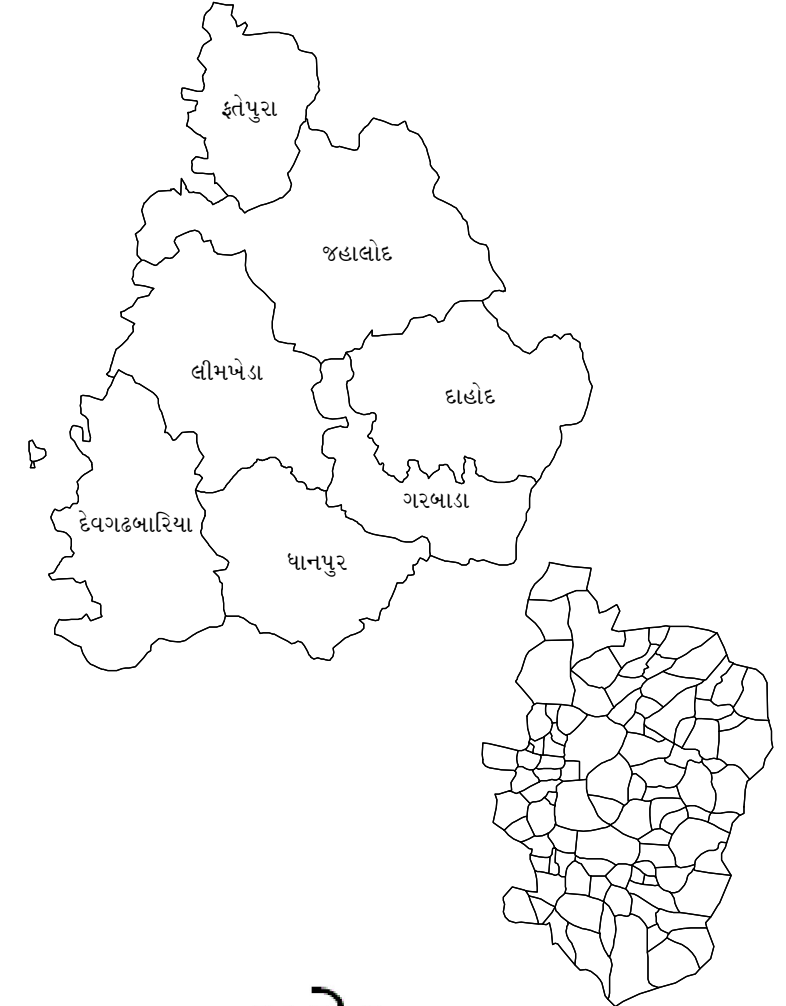 ફતેપુરા
જહાલોદ
લીમખેડા
દાહોદ
ગરબાડા
દેવગઢબારિયા
ધાનપુર